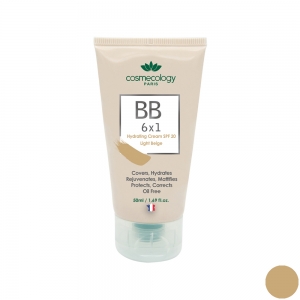 cosmecology
PARIS
BB
6x1
Hydrating Cream SPF 20
Light Beige
Covers, Hydrates
Rejuvenates, Mattifies
Protects, Corrects
Oil Free
50ml / 1,69 fl.oz.